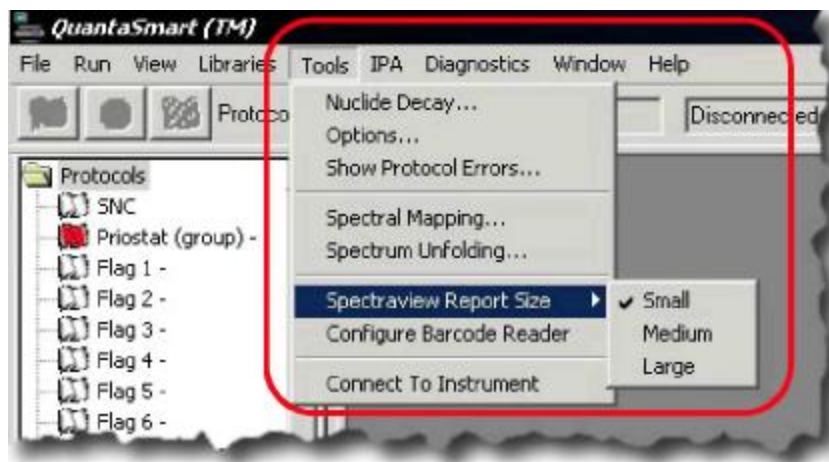 QuantaSmart (TM)
File Run View Libraries Tools IPA Diagnostics Window Help
Disconnected
Nuclide Decay...
Options...
Show Protocol Errors...
Spectral Mapping...
Spectrum Unfolding...
Spectraview Report Size
Configure Barcode Reader
Connect To Instrument
Small
Medium
Large
Protocols
SNC
Priostat (group) -
Flag 1 -
Flag 2 -
Flag 3 -
Flag 4 -
Flag 5 -
Flag 6 -